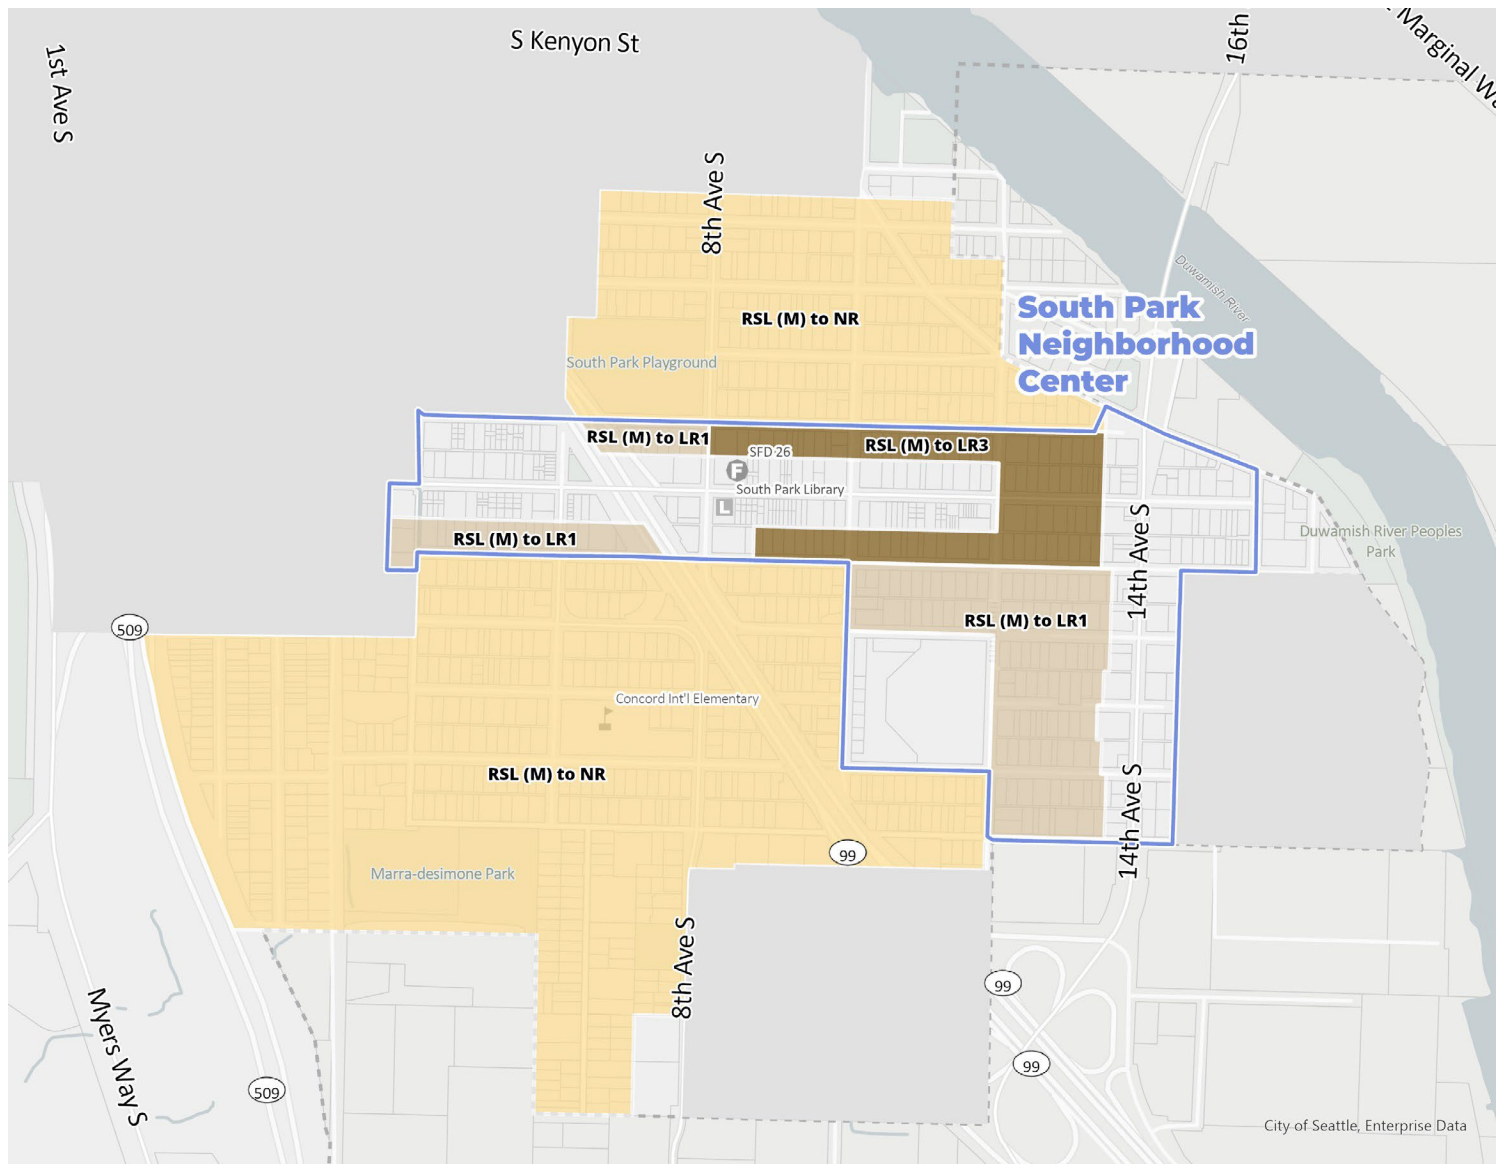 S Kenyon St
1st Ave S
16th
Marginal Wa
8th Ave S
Duwamish River
RSL (M) to NR
South Park
Neighborhood
Center
South Park Playground
RSL (M) to LR1
RSL (M) to LR3
SFD 26
F
South Park Library
L
RSL (M) to LR1
14th Ave S
Duwamish River Peoples
Park
509
RSL (M) to LR1
Concord Int'l Elementary
RSL (M) to NR
14th Ave S
99
Marra-desimone Park
8th Ave S
99
Myers Way S
99
509
City of Seattle, Enterprise Data